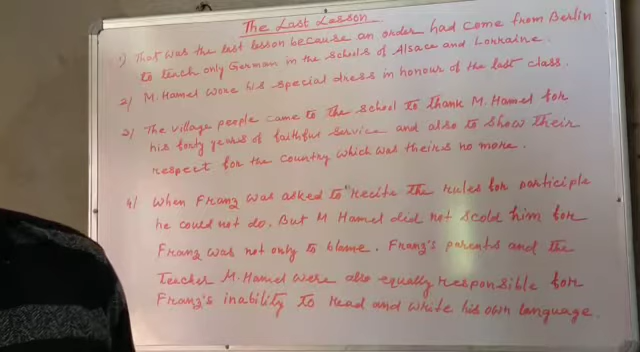 The Last Lesson
1) That was the last lesson because an order had come from Berlin
to teach only German in the schools of Alsace and Lorraine.
2) M. Hamel wore his special dress in honour of the last class.
3) The village people came to the school to thank M. Hamel for
his forty years of faithful service and also to show their
respect for the country which was theirs no more.
4) When Franz was asked to "recite the rules for participle
he could not do. But M Hamel did not scold him for
Franz was not only to blame. Franz's parents and the
Teacher M. Hamel were also equally responsible for
Franz's inability to read and write his own language.